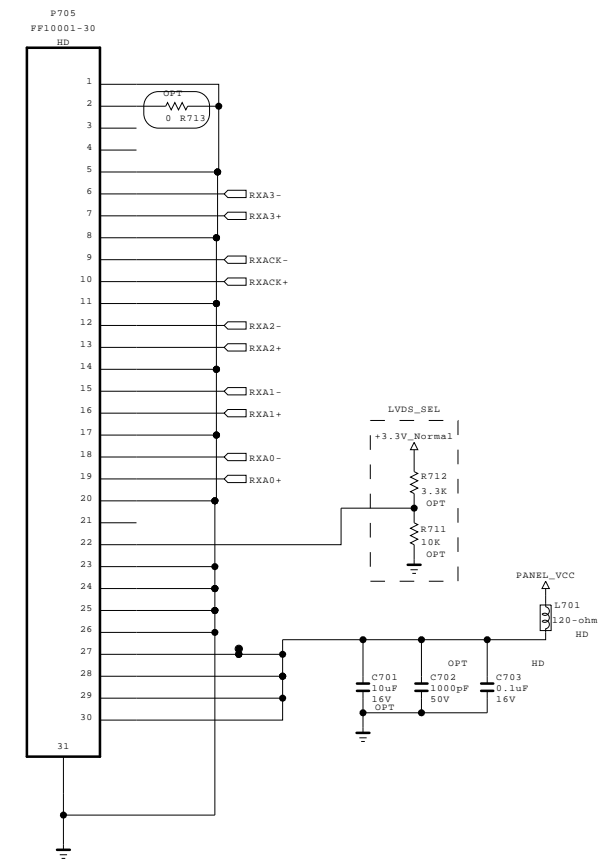 P705
FF10001-30
HD
1
OPT
2
0 R713
3
4
5
6 RXA3-
7 RXA3+
8
9 RXACK-
10 RXACK+
11
12 RXA2-
13 RXA2+
14
15 RXA1-
16 RXA1+
17
18 RXA0-
19 RXA0+
20
21
22
23
24
25
26
27
28
29
30
31
LVDS_SEL
+3.3V_Normal
R712
3.3K
OPT
R711
10K
OPT
PANEL_VCC
L701
120-ohm
HD
C701
10uF
16V
OPT
OPT
C702
1000pF
50V
HD
C703
0.1uF
16V